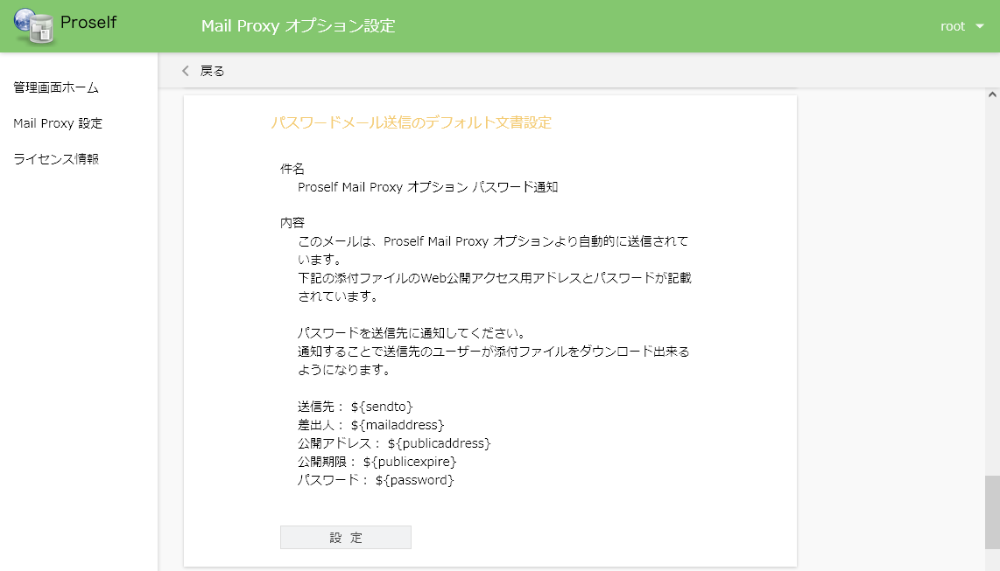 Proself
Mail Proxy オプション設定
root
管理画面ホーム
Mail Proxy 設定
ライセンス情報
戻る
パスワードメール送信のデフォルト文書設定
件名
Proself Mail Proxy オプション パスワード通知
内容
このメールは、Proself Mail Proxy オプションより自動的に送信されて
います。
下記の添付ファイルのWeb公開アクセス用アドレスとパスワードが記載
されています。
パスワードを送信先に通知してください。
通知することで送信先のユーザーが添付ファイルをダウンロード出来る
ようになります。
送信先： ${sendto}
差出人： ${mailaddress}
公開アドレス： ${publicaddress}
公開期限： ${publicexpire}
パスワード： ${password}
設 定